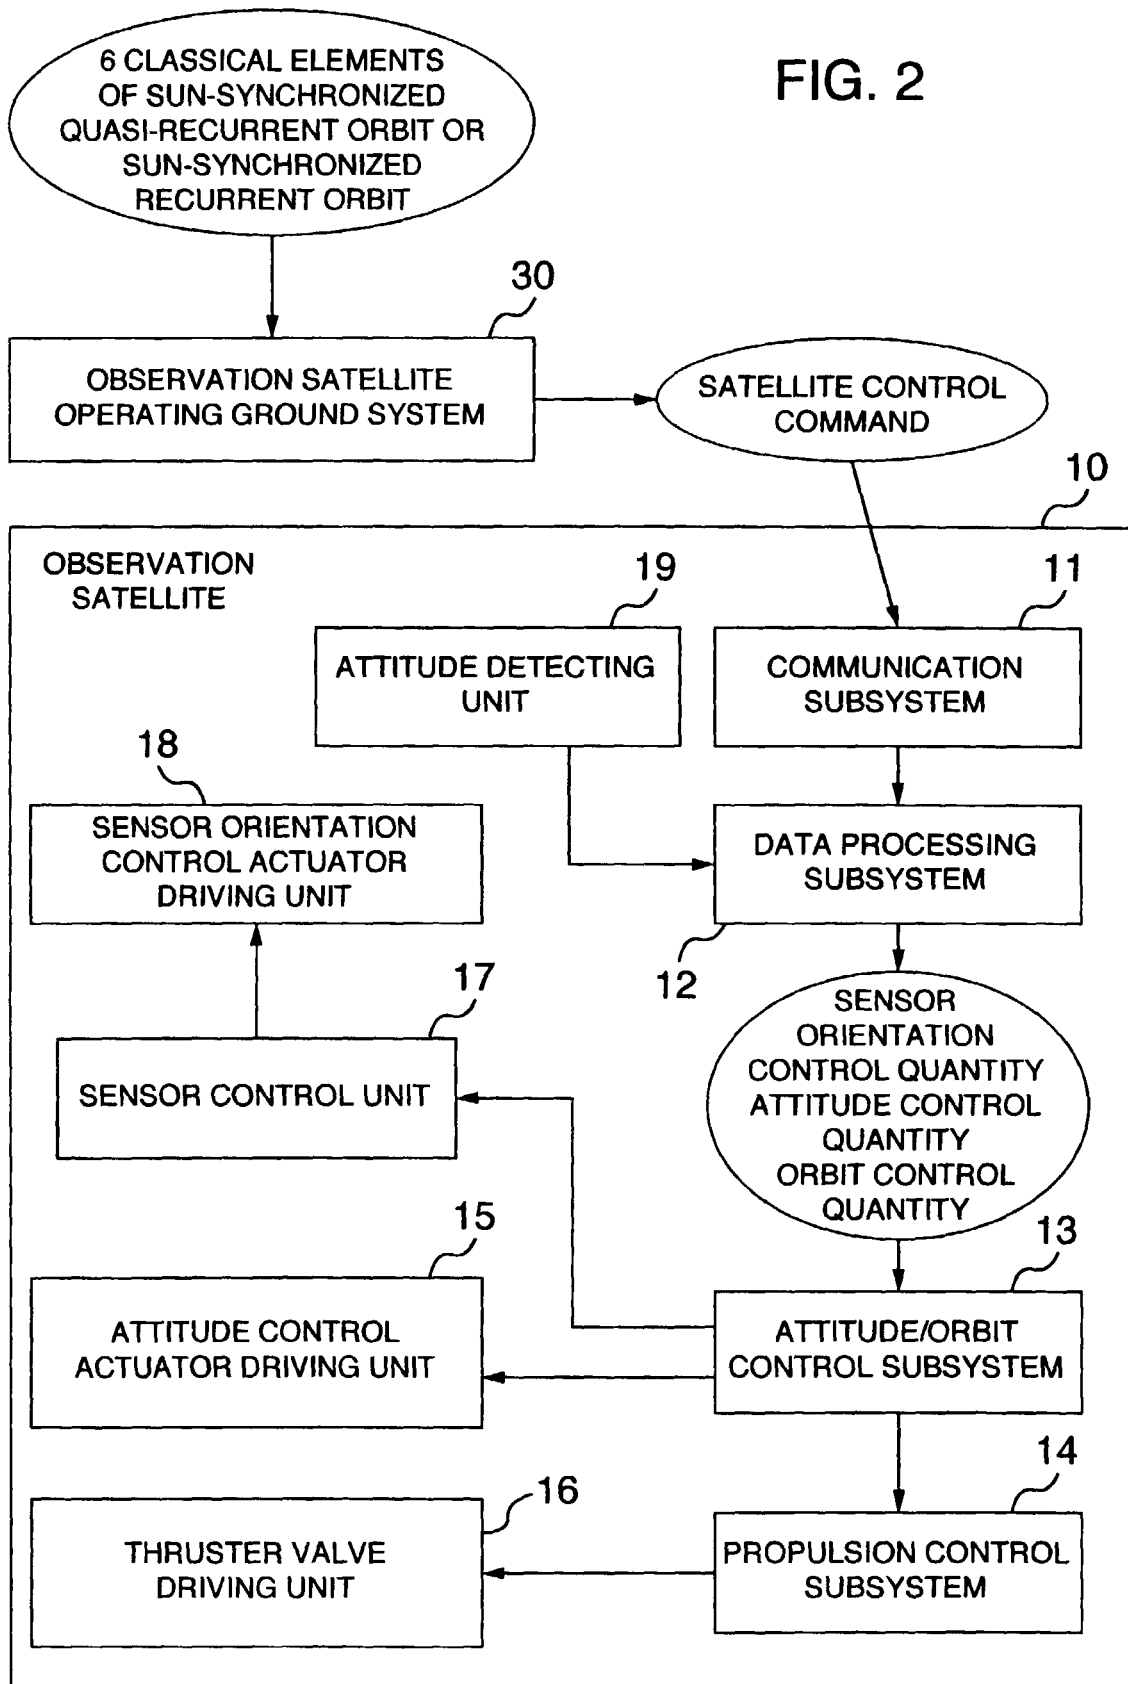 6 CLASSICAL ELEMENTS
OF SUN-SYNCHRONIZED
QUASI-RECURRENT ORBIT OR
SUN-SYNCHRONIZED
RECURRENT ORBIT
FIG. 2
30
OBSERVATION SATELLITE
OPERATING GROUND SYSTEM
SATELLITE CONTROL
COMMAND
10
OBSERVATION
SATELLITE
19
ATTITUDE DETECTING
UNIT
11
COMMUNICATION
SUBSYSTEM
18
SENSOR ORIENTATION
CONTROL ACTUATOR
DRIVING UNIT
DATA PROCESSING
SUBSYSTEM
12
17
SENSOR CONTROL UNIT
SENSOR
ORIENTATION
CONTROL QUANTITY
ATTITUDE CONTROL
QUANTITY
ORBIT CONTROL
QUANTITY
15
ATTITUDE CONTROL
ACTUATOR DRIVING UNIT
13
ATTITUDE/ORBIT
CONTROL SUBSYSTEM
16
THRUSTER VALVE
DRIVING UNIT
14
PROPULSION CONTROL
SUBSYSTEM